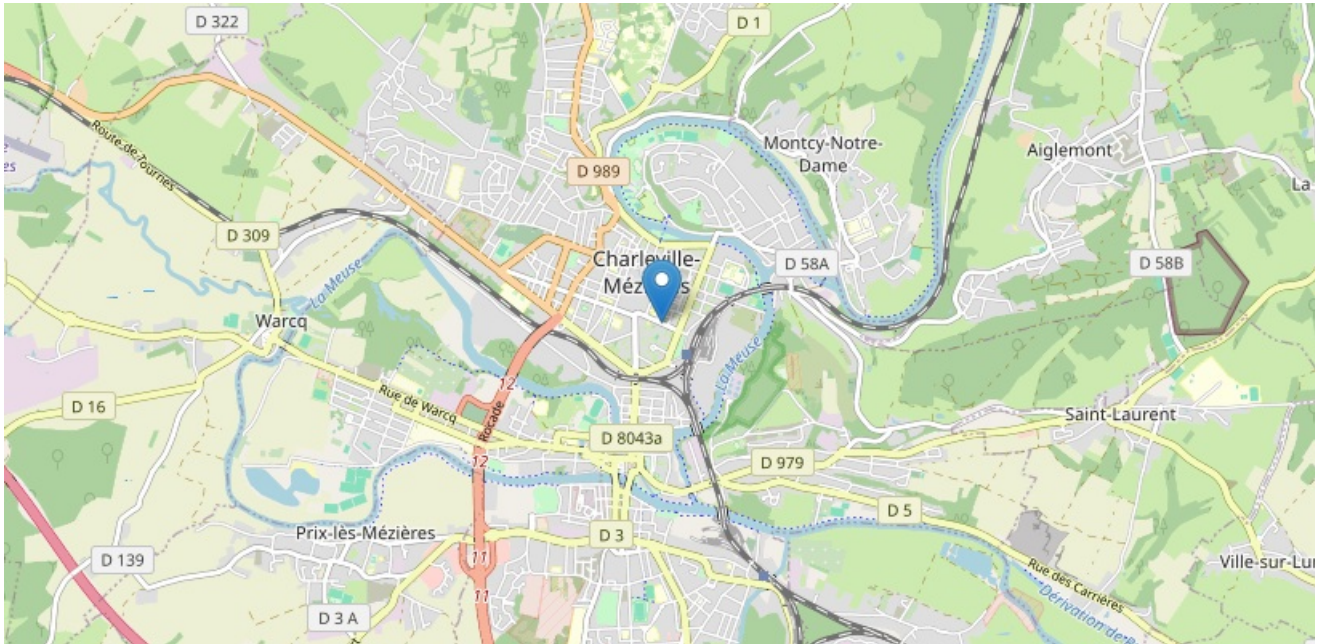 D 322
D 1
Route de Tournes
D 989
Montcy-Notre-
Dame
Aiglemont
La
D 309
La Meuse
Charleville-
D 58A
D 58B
Warcq
La Meuse
12
D 16
Rue de Warcq
Rocade
Saint-Laurent
D 8043a
12
D 979
D 5
Prix-lès-Mézières
D 3
D 139
11
Ville-sur-Lu
Rue des Carrières
11
D 3 A
Dérivation de